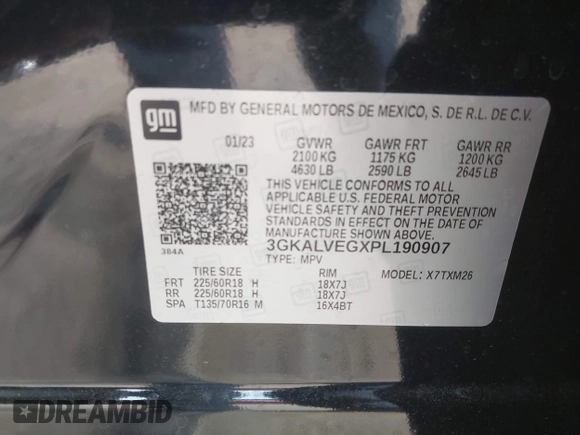 gm
MFD BY GENERAL MOTORS DE MEXICO, S. DE R.L. DE C.V.
01/23 GVWR GAWR FRT GAWR RR
2100 KG 1175 KG 1200 KG
4630 LB 2590 LB 2645 LB
THIS VEHICLE CONFORMS TO ALL
APPLICABLE U.S. FEDERAL MOTOR
VEHICLE SAFETY AND THEFT PREVENTION
STANDARDS IN EFFECT ON THE DATE OF
MANUFACTURE SHOWN ABOVE.
3GKALVEGXPL190907
384A
TYPE: MPV MODEL: X7TXM26
TIRE SIZE RIM
FRT 225/60R18 H 18X7J
RR 225/60R18 H 18X7J
SPA T135/70R16 M 16X4BT
DREAMBID